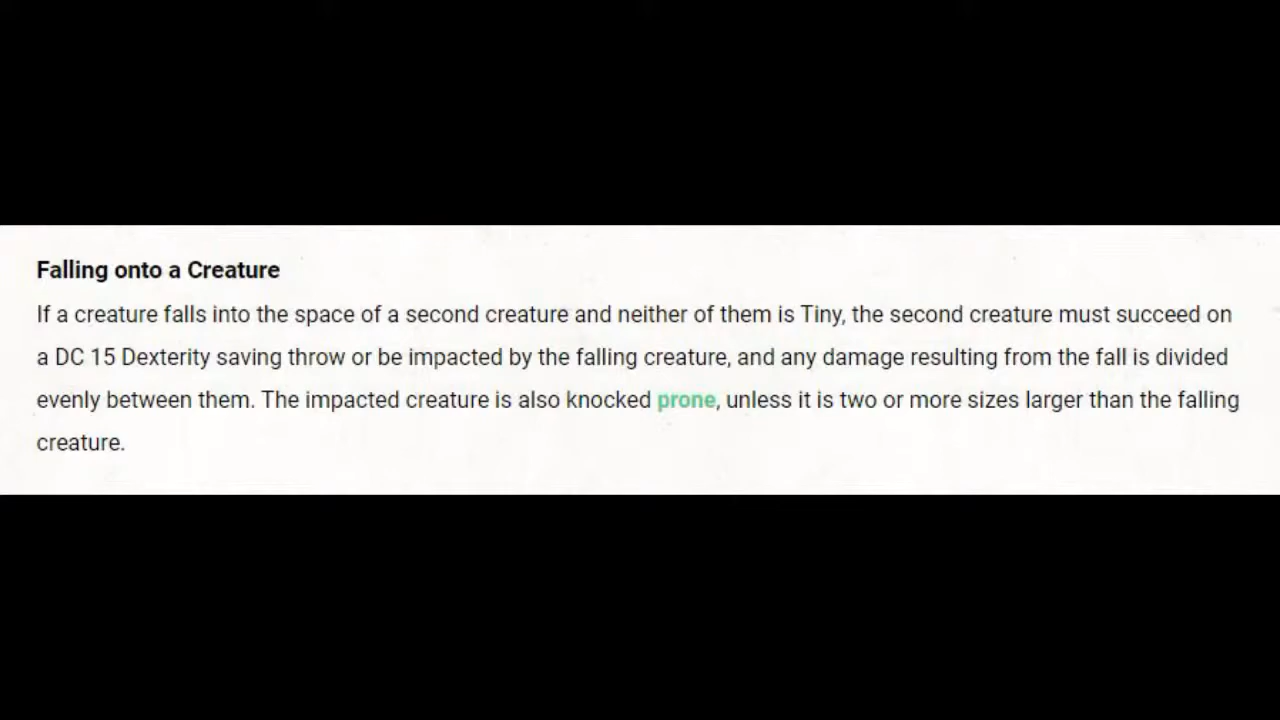 Falling onto a Creature
If a creature falls into the space of a second creature and neither of them is Tiny, the second creature must succeed on
a DC 15 Dexterity saving throw or be impacted by the falling creature, and any damage resulting from the fall is divided
evenly between them. The impacted creature is also knocked prone, unless it is two or more sizes larger than the falling
creature.